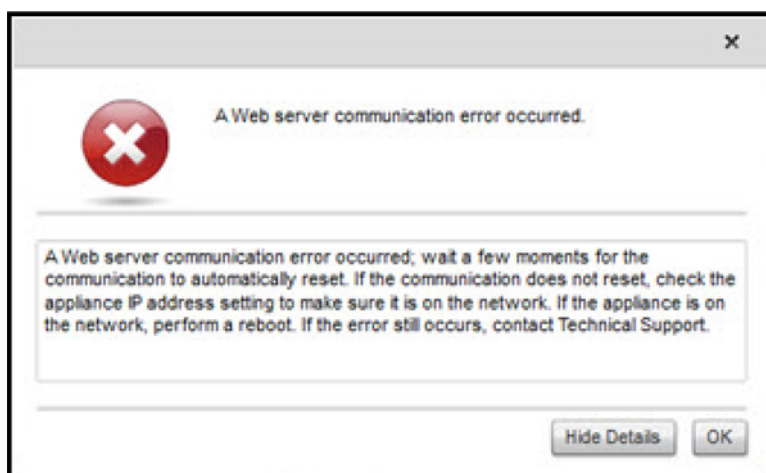 A Web server communication error occurred.
A Web server communication error occurred; wait a few moments for the
communication to automatically reset. If the communication does not reset, check the
appliance IP address setting to make sure it is on the network. If the appliance is on
the network, perform a reboot. If the error still occurs, contact Technical Support.
Hide Details OK